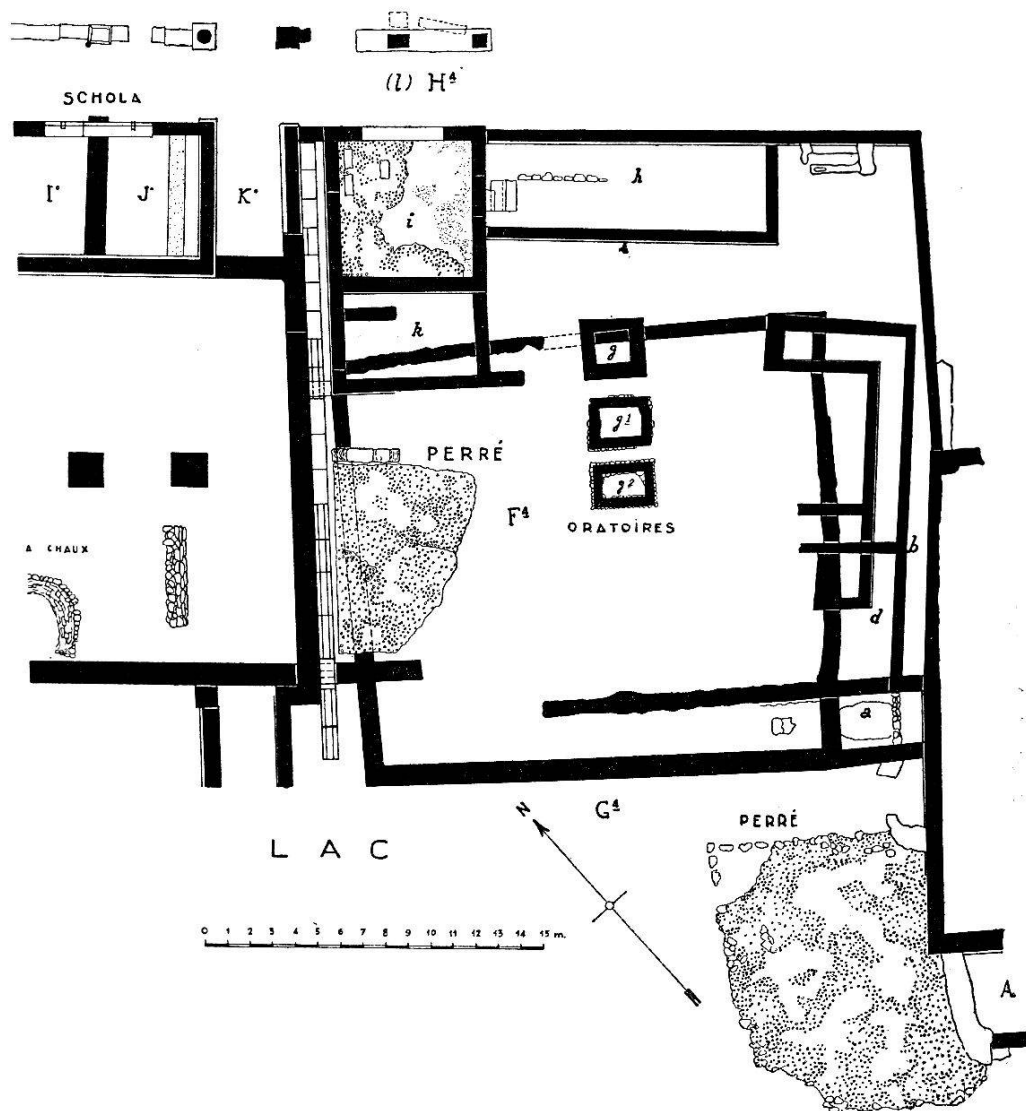 (l) H⁴
SCHOLA
I° J° K°
i
h
k
g
g¹
g²
PERRÉ
F⁴
ORATOIRES
A CHAUX
b
d
a
G⁴
N
PERRÉ
LAC
0 1 2 3 4 5 6 7 8 9 10 11 12 13 14 15 m.
A